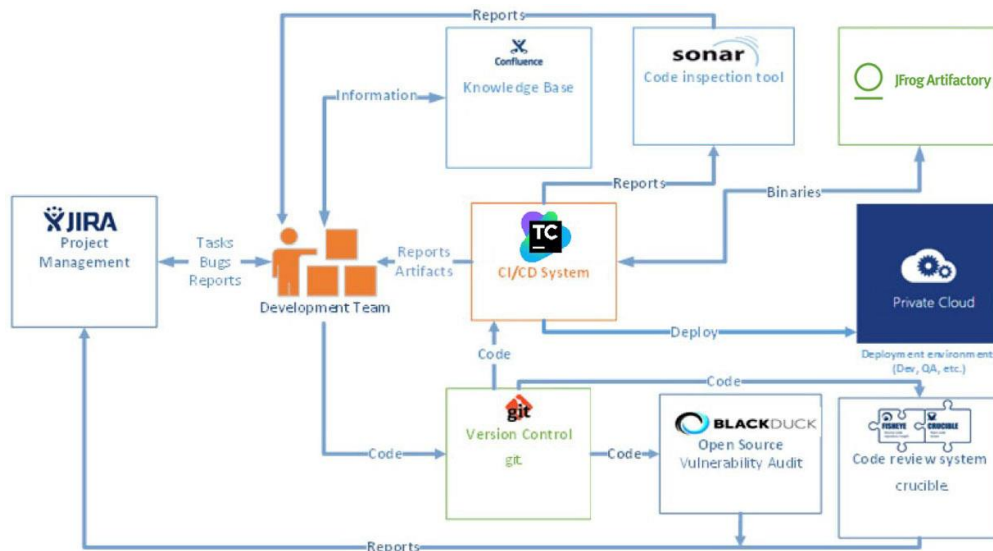 Reports
Confluence
Knowledge Base
sonar
Code inspection tool
JFrog Artifactory
Information
Reports
Binaries
JIRA
Project
Management
Tasks
Bugs
Reports
Development Team
Reports
Artifacts
TC
CI/CD System
Private Cloud
Deploy
Deployment environment
(Dev, QA, etc.)
Code
Code
git
Version Control
git.
Code
Code
BLACKDUCK
Open Source
Vulnerability Audit
FISHEYE
CRUCIBLE
Code review system
crucible.
Reports